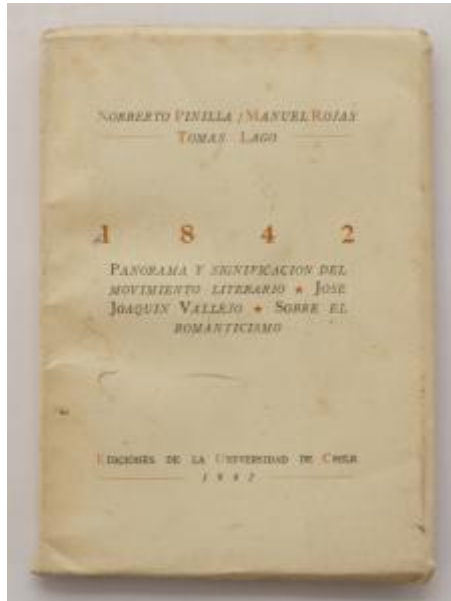 NORBERTO PINILLA / MANUEL ROJAS
TOMAS LAGO
1 8 4 2
PANORAMA Y SIGNIFICACION DEL
MOVIMIENTO LITERARIO ★ JOSE
JOAQUIN VALLEJO ★ SOBRE EL
ROMANTICISMO
EDICIONES DE LA UNIVERSIDAD DE CHILE
1942